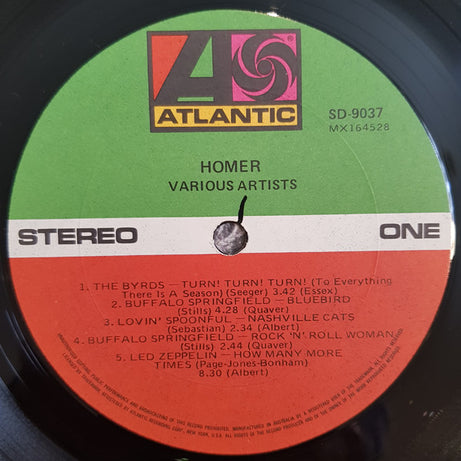 ATLANTIC
SD-9037
MX164528
HOMER
VARIOUS ARTISTS
STEREO
ONE
1. THE BYRDS — TURN! TURN! TURN! (To Everything
There Is A Season) (Seeger) 3.42 (Essex)
2. BUFFALO SPRINGFIELD — BLUEBIRD
(Stills) 4.28 (Quaver)
3. LOVIN' SPOONFUL — NASHVILLE CATS
(Sebastian) 2.34 (Albert)
4. BUFFALO SPRINGFIELD — ROCK 'N' ROLL WOMAN
(Stills) 2.44 (Quaver)
5. LED ZEPPELIN — HOW MANY MORE
TIMES (Page-Jones-Bonham)
8.30 (Albert)